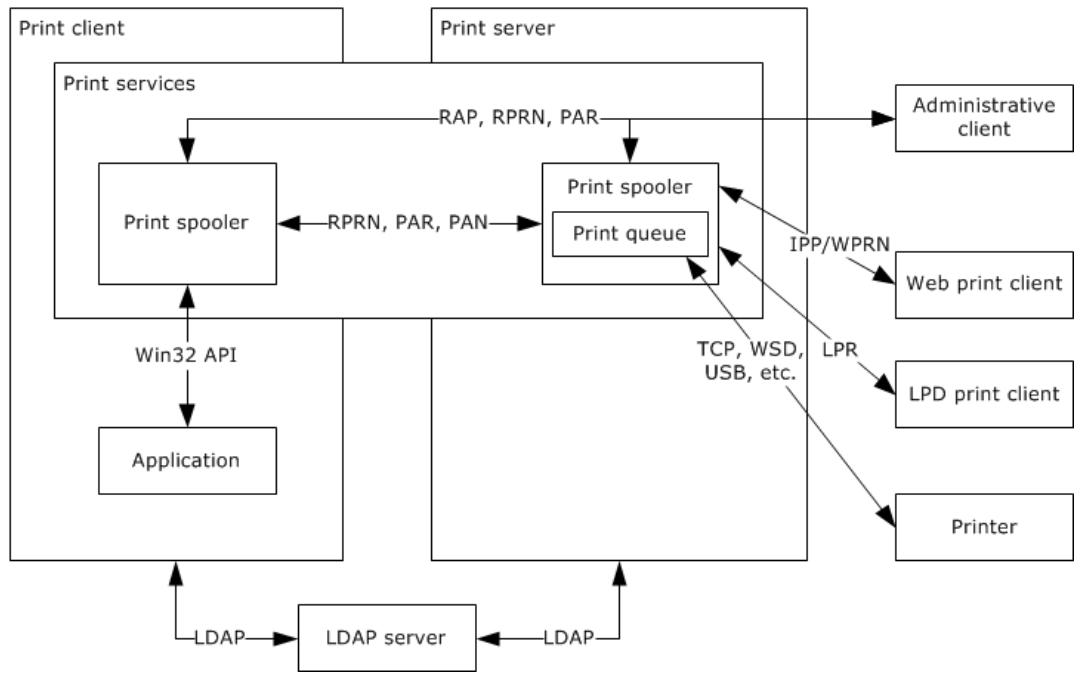 Print client
Print server
Print services
RAP, RPRN, PAR
Administrative
client
Print spooler
Print spooler
RPRN, PAR, PAN
Print queue
IPP/WPRN
Web print client
Win32 API
TCP, WSD,
USB, etc.
LPR
LPD print client
Application
Printer
LDAP
LDAP server
LDAP